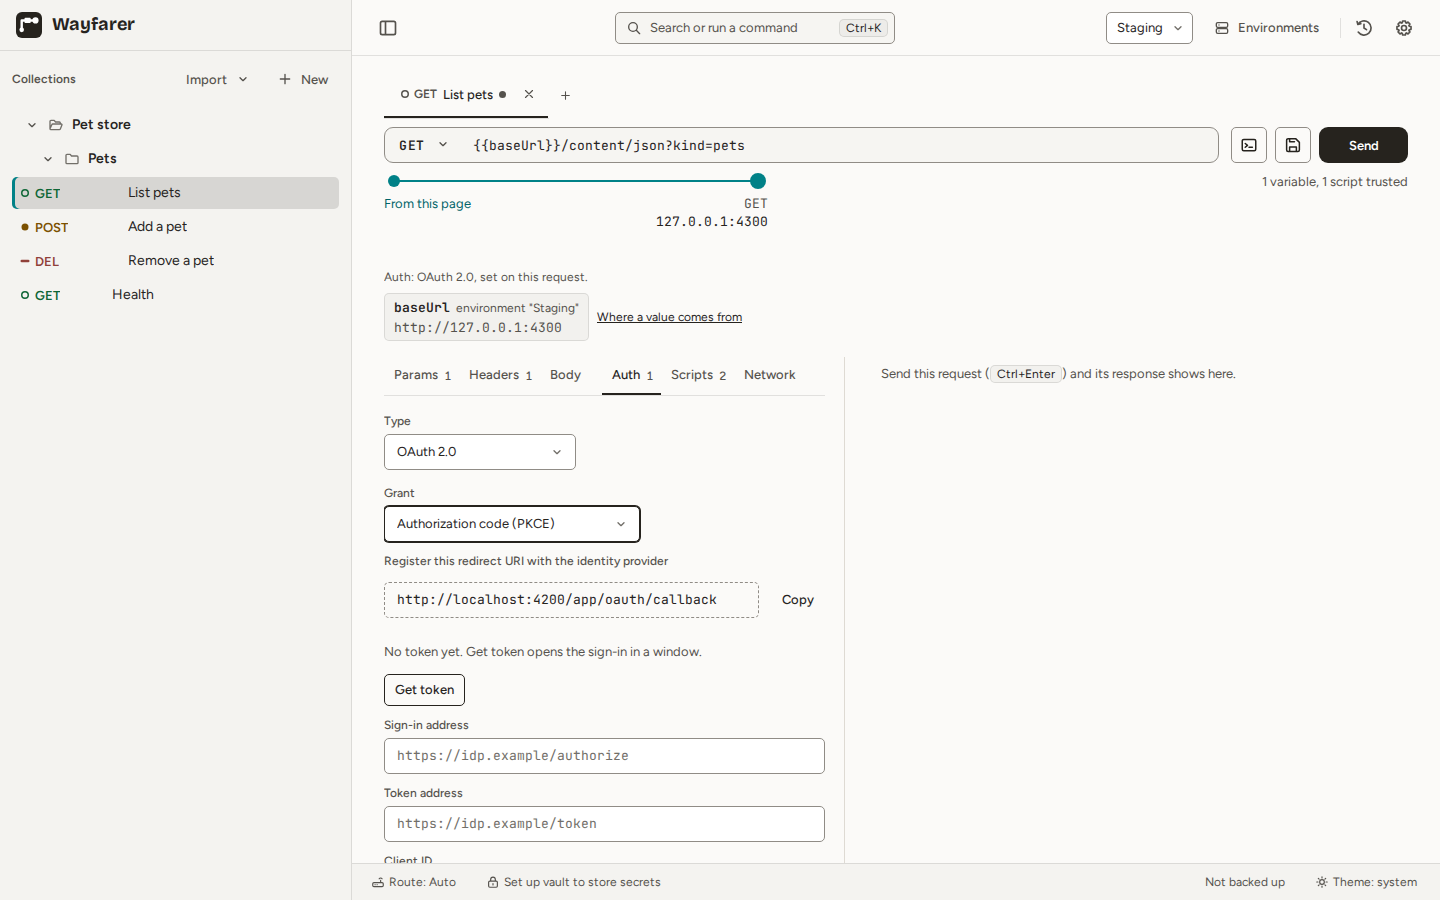 Wayfarer
Search or run a command Ctrl+K
Staging
Environments
Collections Import New
Pet store
Pets
GET List pets
POST Add a pet
DEL Remove a pet
GET Health
GET List pets
GET {{baseUrl}}/content/json?kind=pets
Send
1 variable, 1 script trusted
From this page GET
127.0.0.1:4300
Auth: OAuth 2.0, set on this request.
baseUrl environment "Staging"
http://127.0.0.1:4300
Where a value comes from
Params 1 Headers 1 Body Auth 1 Scripts 2 Network
Send this request (Ctrl+Enter) and its response shows here.
Type
OAuth 2.0
Grant
Authorization code (PKCE)
Register this redirect URI with the identity provider
http://localhost:4200/app/oauth/callback Copy
No token yet. Get token opens the sign-in in a window.
Get token
Sign-in address
https://idp.example/authorize
Token address
https://idp.example/token
Client ID
Route: Auto Set up vault to store secrets Not backed up Theme: system